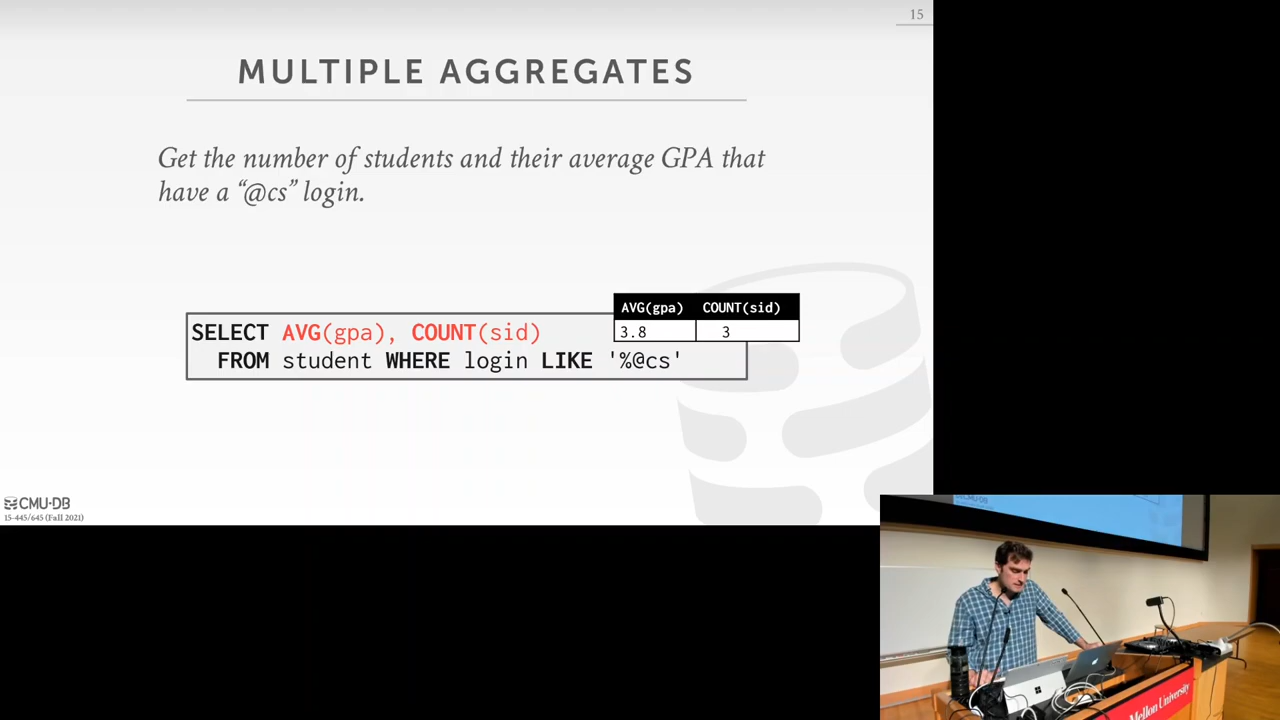 15
MULTIPLE AGGREGATES
Get the number of students and their average GPA that
have a “@cs” login.
AVG(gpa) COUNT(sid)
3.8 3
SELECT AVG(gpa), COUNT(sid)
FROM student WHERE login LIKE '%@cs'
CMU·DB
15-445/645 (Fall 2021)
Mellon University